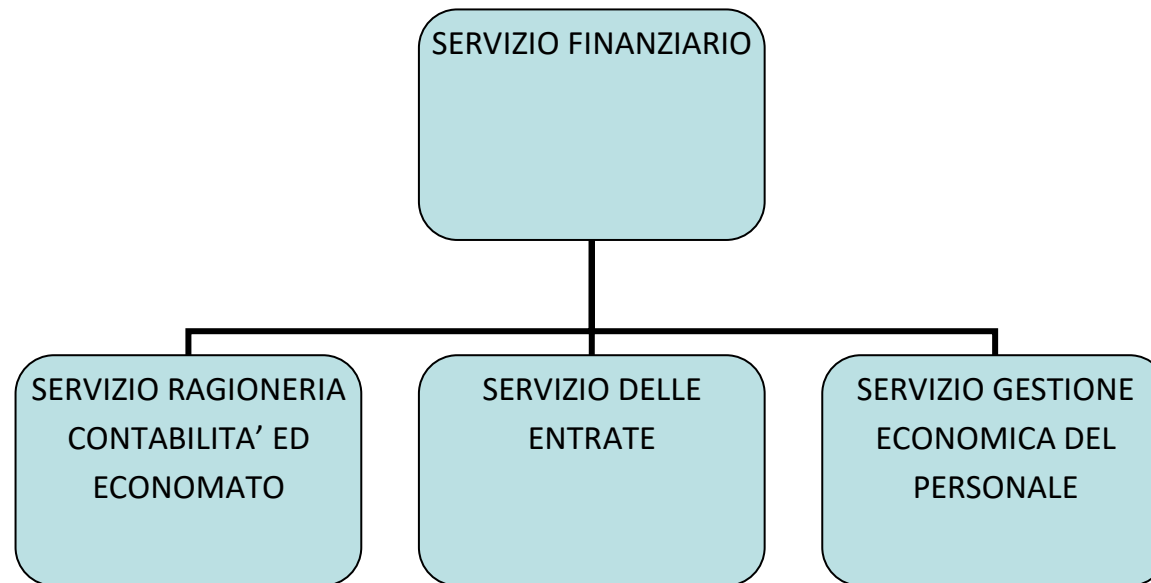 SERVIZIO FINANZIARIO
SERVIZIO RAGIONERIA
CONTABILITA’ ED
ECONOMATO
SERVIZIO DELLE
ENTRATE
SERVIZIO GESTIONE
ECONOMICA DEL
PERSONALE